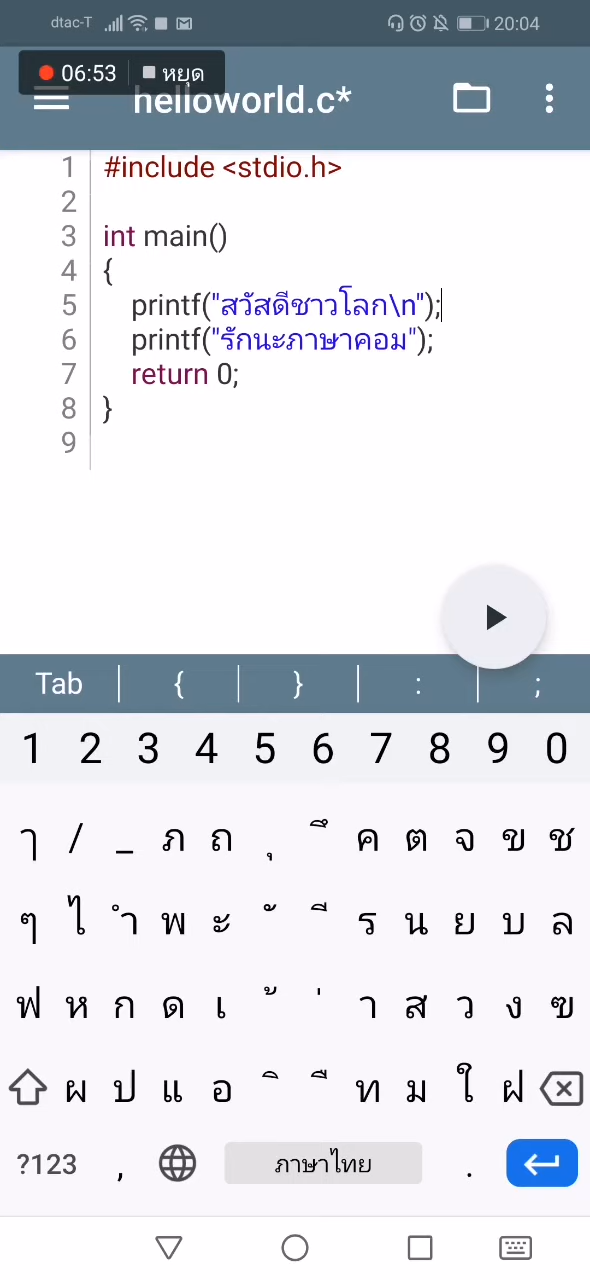 dtac-T 20:04
06:53 หยุด
helloworld.c*
1 #include <stdio.h>
2
3 int main()
4 {
5 printf("สวัสดีชาวโลก\n");
6 printf("รักนะภาษาคอม");
7 return 0;
8 }
9
Tab { } : ;
1 2 3 4 5 6 7 8 9 0
ๅ / _ ภ ถ ุ ึ ค ต จ ข ช
ๆ ไ ำ พ ะ ั ี ร น ย บ ล
ฟ ห ก ด เ ้ ่ า ส ว ง ฃ
ผ ป แ อ ิ ื ท ม ใ ฝ
?123 , ภาษาไทย .